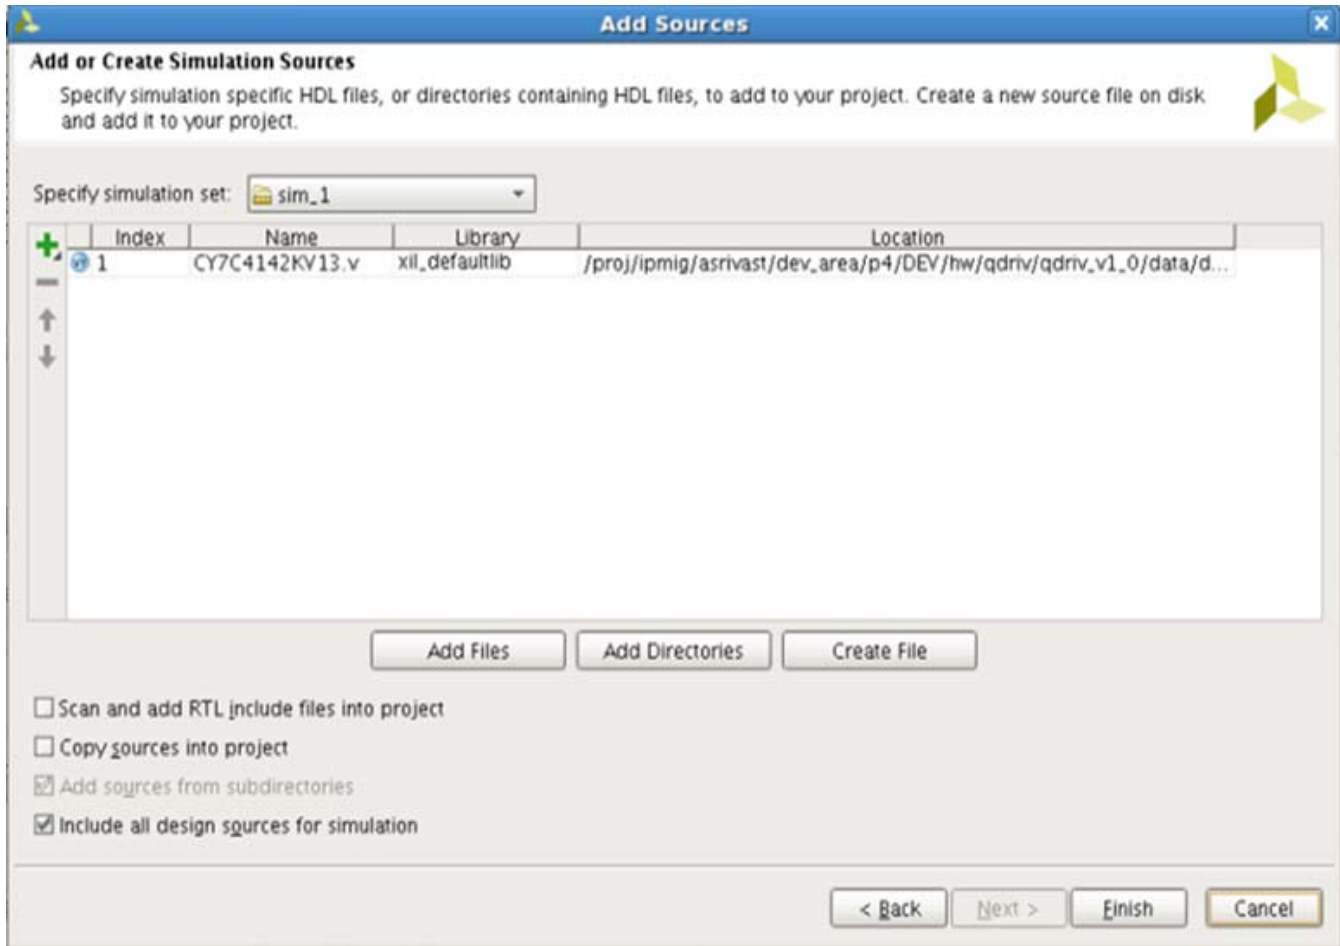 Add Sources
Add or Create Simulation Sources
Specify simulation specific HDL files, or directories containing HDL files, to add to your project. Create a new source file on disk
and add it to your project.
Specify simulation set: sim_1
Index Name Library Location
1 CY7C4142KV13.v xil_defaultlib /proj/ipmig/asrivast/dev_area/p4/DEV/hw/qdriv/qdriv_v1_0/data/d...
Add Files Add Directories Create File
Scan and add RTL include files into project
Copy sources into project
Add sources from subdirectories
Include all design sources for simulation
< Back Next > Finish Cancel